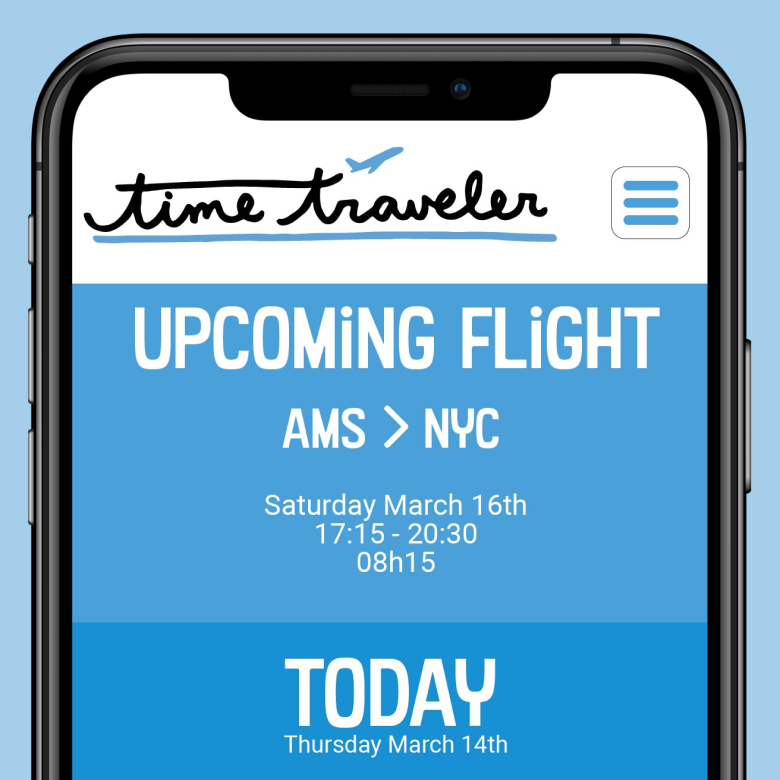 time traveler
UPCOMiNG FLiGHT
AMS > NYC
Saturday March 16th
17:15 - 20:30
08h15
TODAY
Thursday March 14th